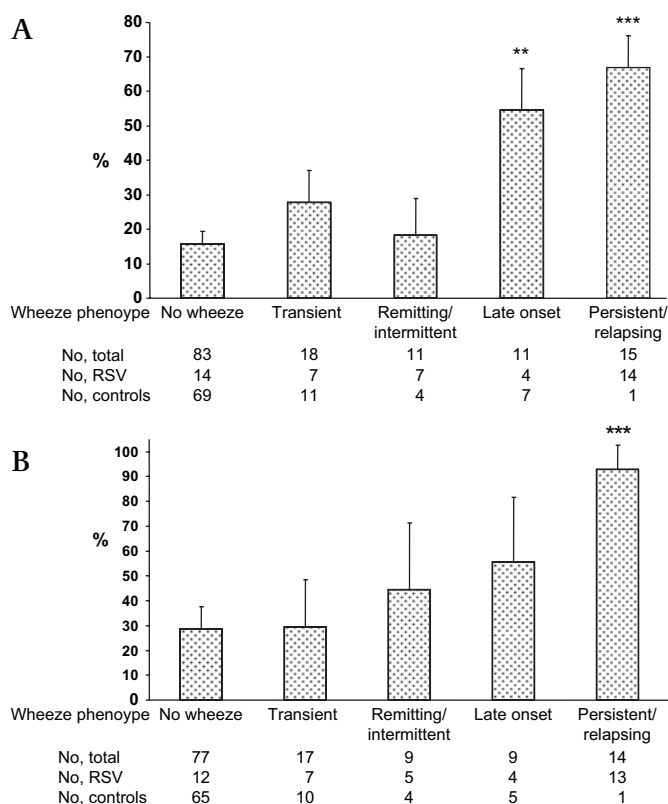 A
80
70
60
50
40
30
20
10
0
%
** ***
Wheeze phenoype No wheeze Transient Remitting/ intermittent Late onset Persistent/ relapsing
No, total 83 18 11 11 15
No, RSV 14 7 7 4 14
No, controls 69 11 4 7 1
B
100
90
80
70
60
50
40
30
20
10
0
%
***
Wheeze phenoype No wheeze Transient Remitting/ intermittent Late onset Persistent/ relapsing
No, total 77 17 9 9 14
No, RSV 12 7 5 4 13
No, controls 65 10 4 5 1